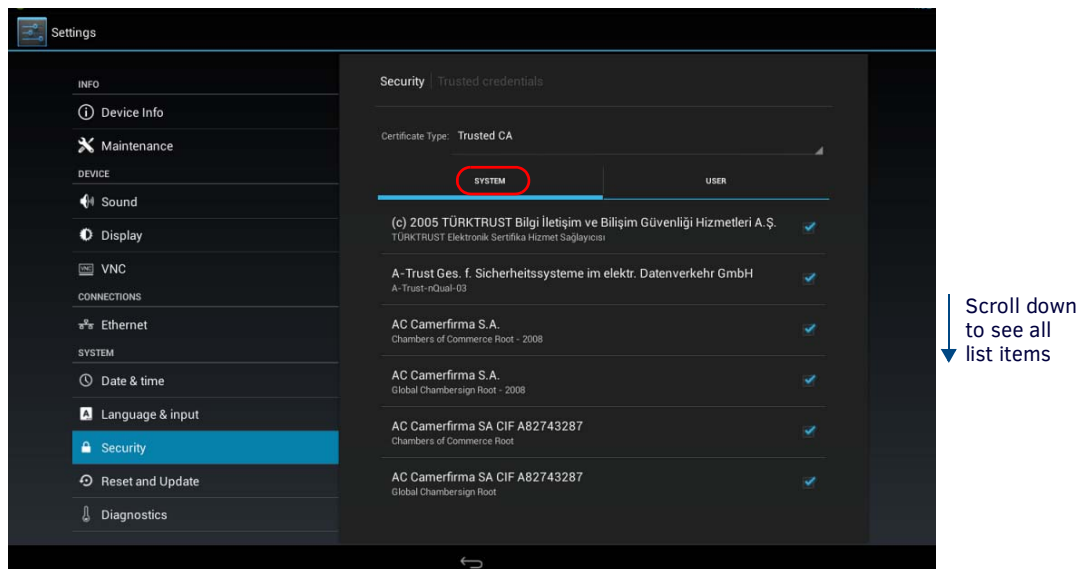 Settings
INFO
Device Info
Maintenance
DEVICE
Sound
Display
VNC
VNC
CONNECTIONS
Ethernet
SYSTEM
Date & time
A
Language & input
Security
Reset and Update
Diagnostics
Security | Trusted credentials
Certificate Type: Trusted CA
SYSTEM USER
(c) 2005 TÜRKTRUST Bilgi İletişim ve Bilişim Güvenliği Hizmetleri A.Ş.
TÜRKTRUST Elektronik Sertifika Hizmet Sağlayıcısı
A-Trust Ges. f. Sicherheitssysteme im elektr. Datenverkehr GmbH
A-Trust-nQual-03
AC Camerfirma S.A.
Chambers of Commerce Root - 2008
AC Camerfirma S.A.
Global Chambersign Root - 2008
AC Camerfirma SA CIF A82743287
Chambers of Commerce Root
AC Camerfirma SA CIF A82743287
Global Chambersign Root
Scroll down
to see all
list items